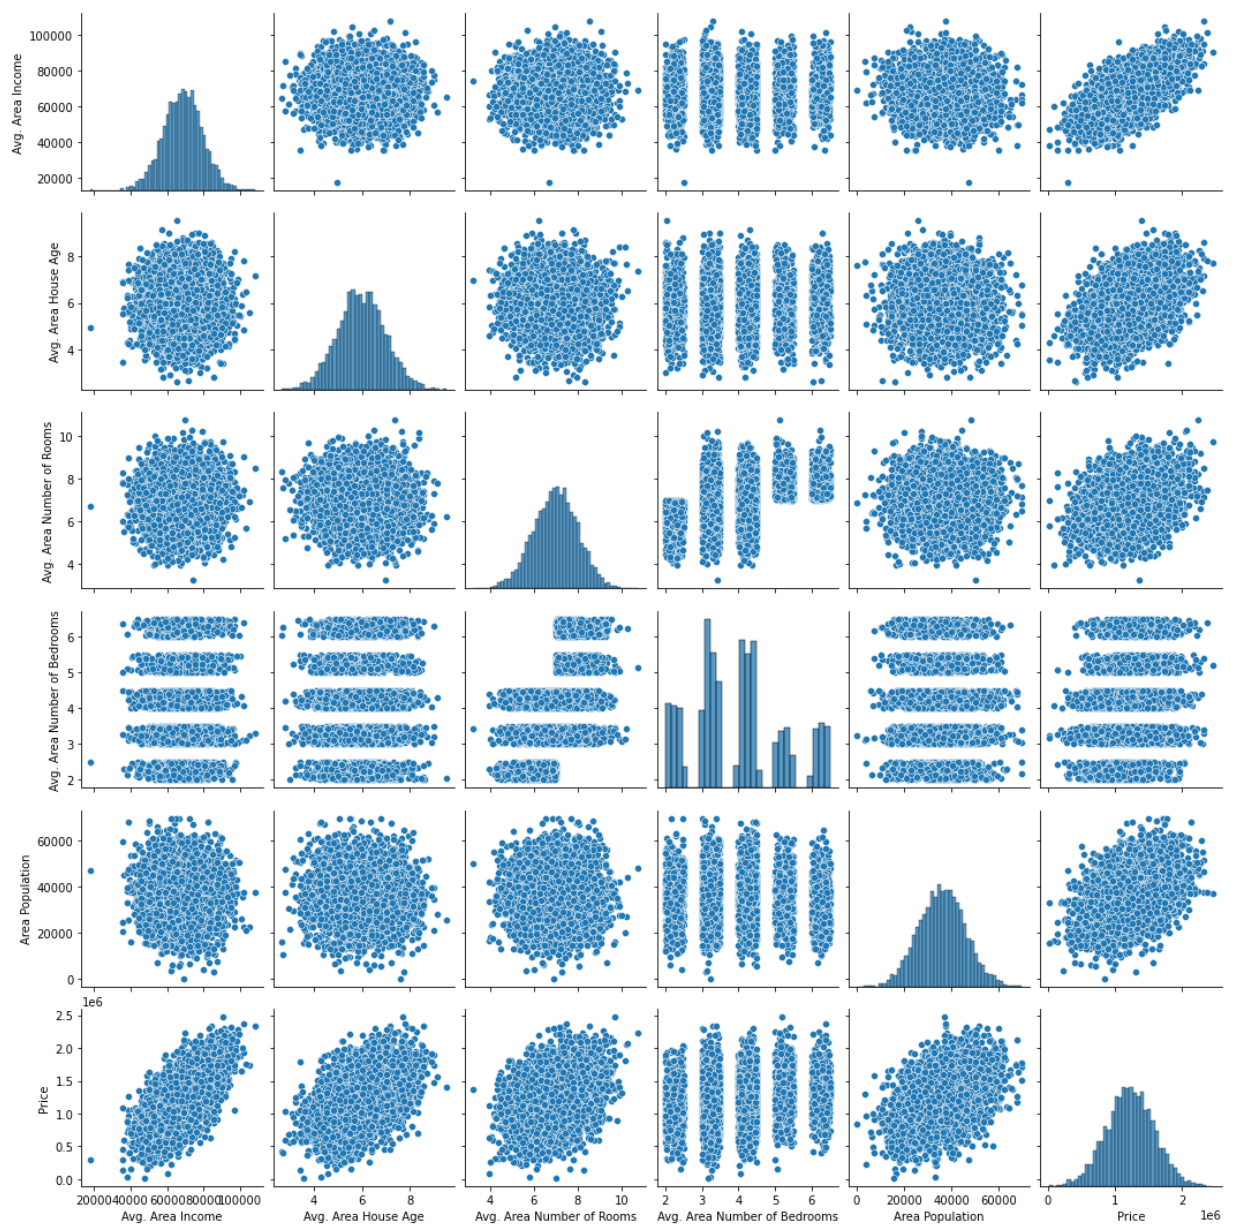 Avg. Area Income
100000
80000
60000
40000
20000
Avg. Area House Age
8
6
4
Avg. Area Number of Rooms
10
8
6
4
Avg. Area Number of Bedrooms
6
5
4
3
2
Area Population
60000
40000
20000
0
1e6
Price
2.5
2.0
1.5
1.0
0.5
0.0
20000 40000 60000 80000 100000
Avg. Area Income
4 6 8
Avg. Area House Age
4 6 8 10
Avg. Area Number of Rooms
2 3 4 5 6
Avg. Area Number of Bedrooms
0 20000 40000 60000
Area Population
0 1 2
1e6
Price